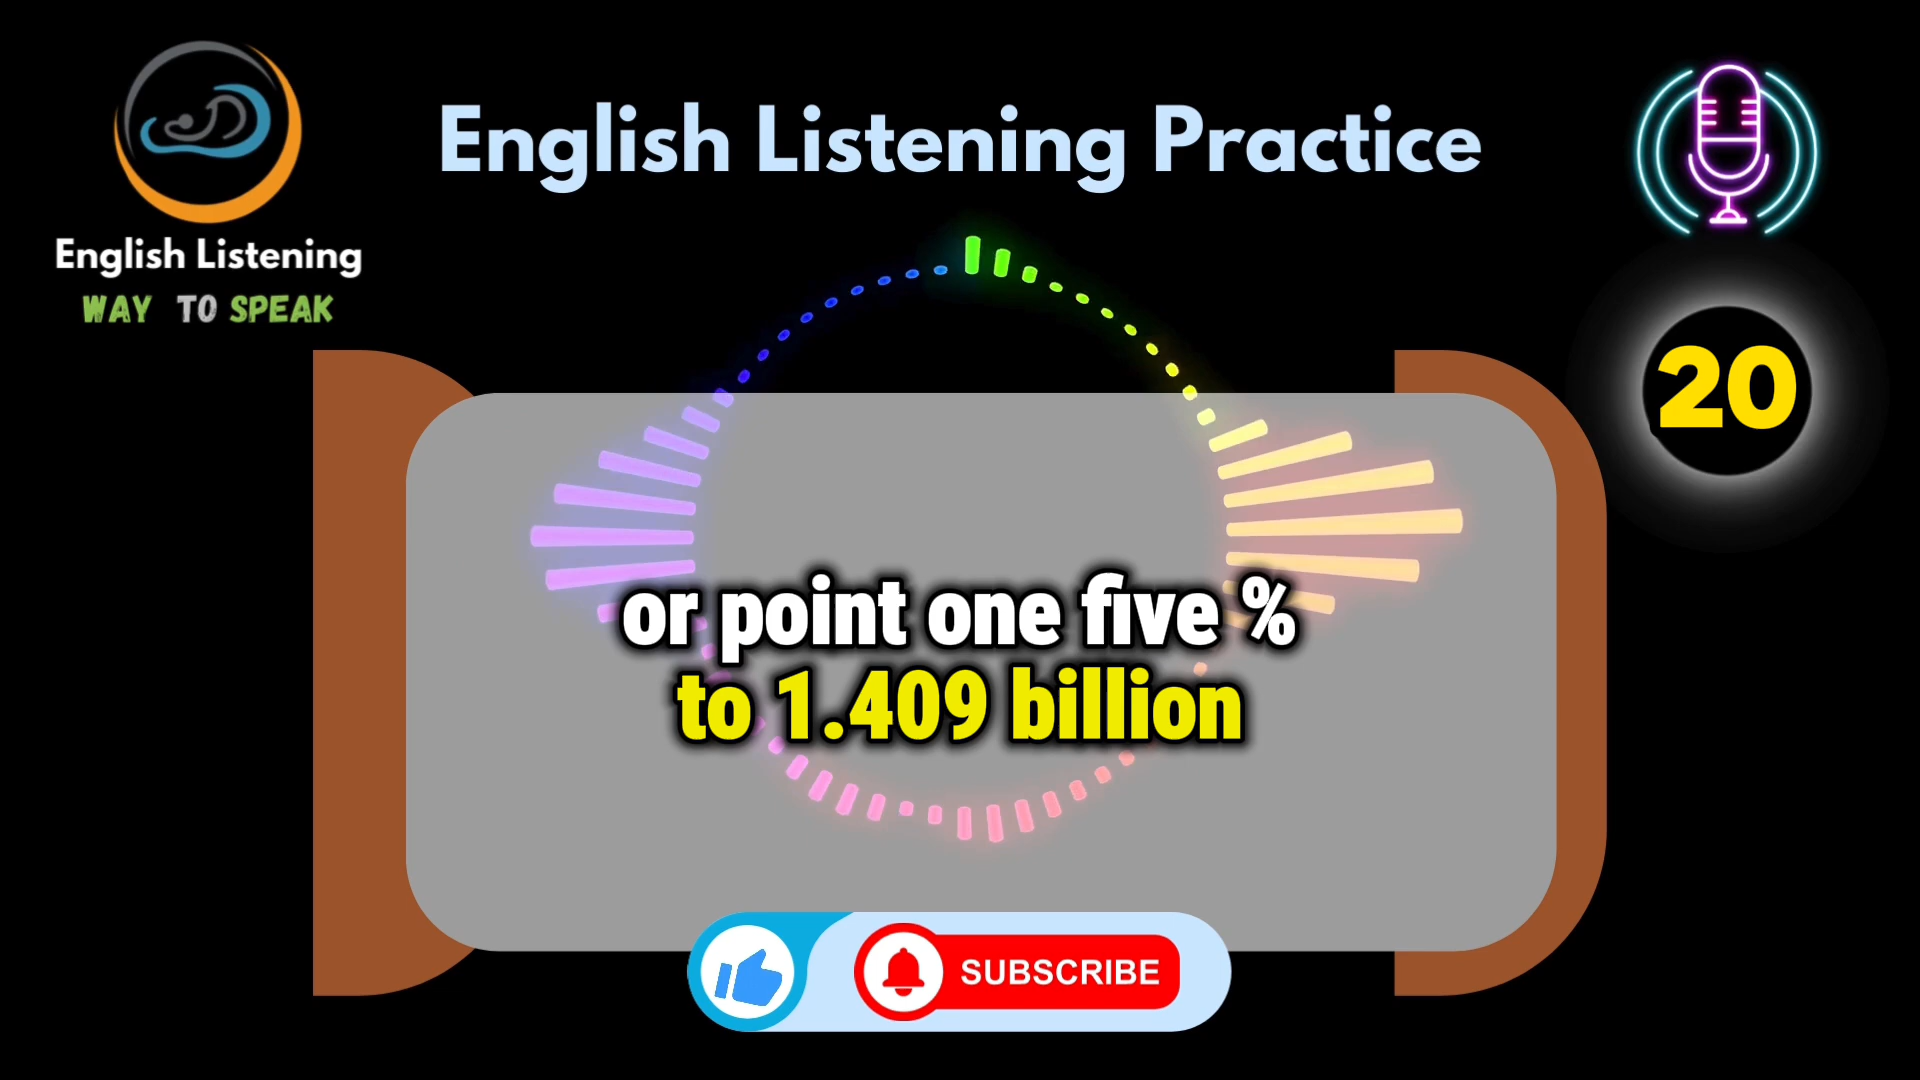 English Listening Practice
English Listening
WAY TO SPEAK
20
or point one five %
to 1.409 billion
SUBSCRIBE